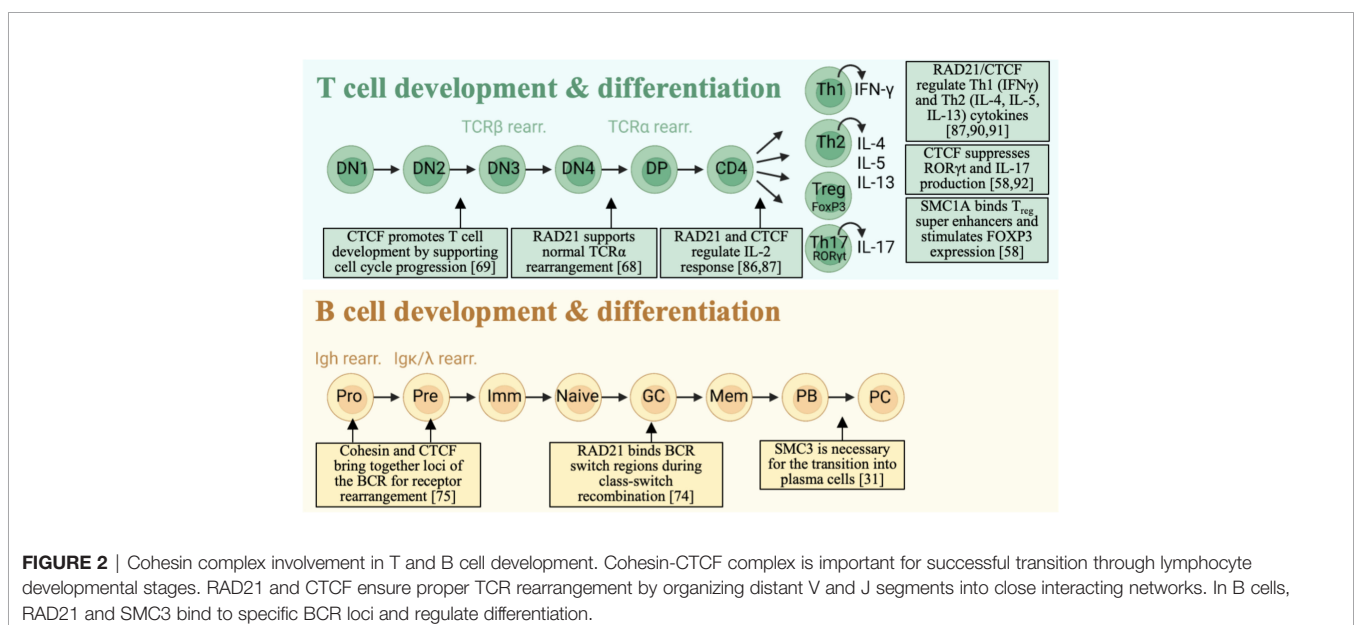 T cell development & differentiation
TCRβ rearr.
TCRα rearr.
DN1
DN2
DN3
DN4
DP
CD4
CTCF promotes T cell
development by supporting
cell cycle progression [69]
RAD21 supports
normal TCRα
rearrangement [68]
RAD21 and CTCF
regulate IL-2
response [86,87]
Th1
IFN-γ
Th2
IL-4
IL-5
IL-13
Treg
FoxP3
Th17
RORγt
IL-17
RAD21/CTCF
regulate Th1 (IFNγ)
and Th2 (IL-4, IL-5,
IL-13) cytokines
[87,90,91]
CTCF suppresses
RORγt and IL-17
production [58,92]
SMC1A binds Treg
super enhancers and
stimulates FOXP3
expression [58]
B cell development & differentiation
Igh rearr.
Igκ/λ rearr.
Pro
Pre
Imm
Naive
GC
Mem
PB
PC
Cohesin and CTCF
bring together loci of
the BCR for receptor
rearrangement [75]
RAD21 binds BCR
switch regions during
class-switch
recombination [74]
SMC3 is necessary
for the transition into
plasma cells [31]
FIGURE 2 | Cohesin complex involvement in T and B cell development. Cohesin-CTCF complex is important for successful transition through lymphocyte
developmental stages. RAD21 and CTCF ensure proper TCR rearrangement by organizing distant V and J segments into close interacting networks. In B cells,
RAD21 and SMC3 bind to specific BCR loci and regulate differentiation.